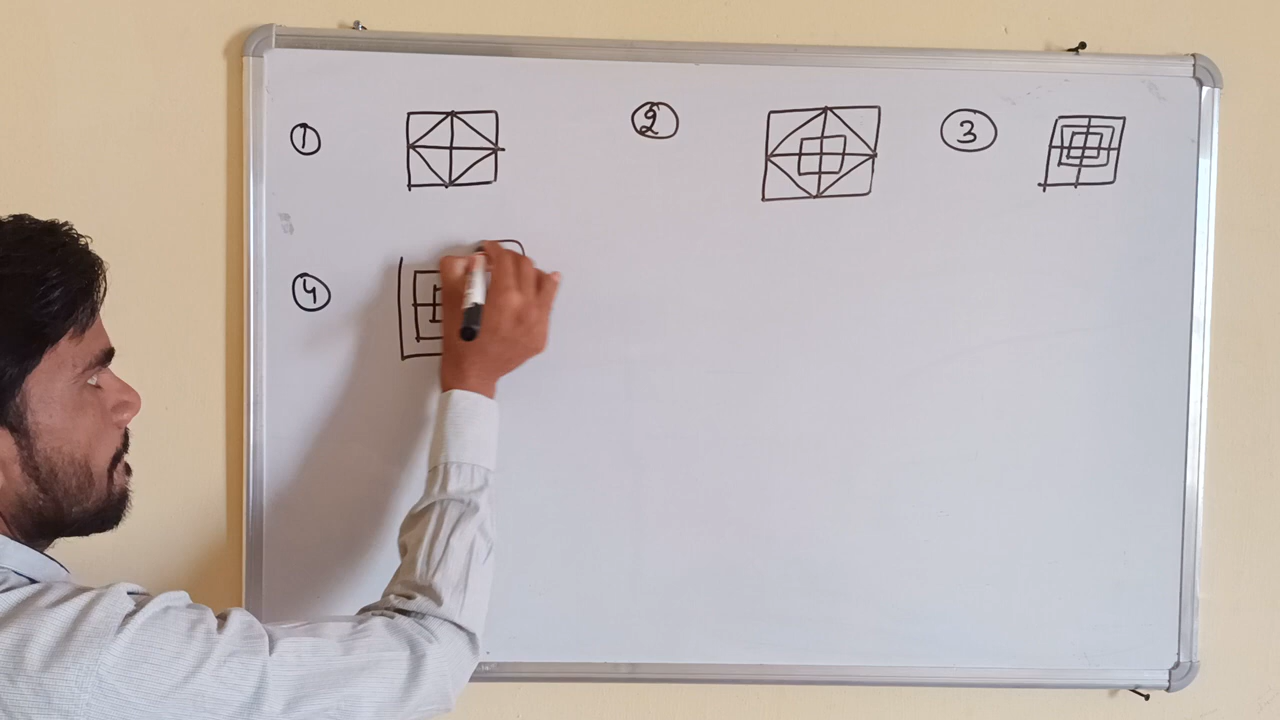 ① ② ③
④